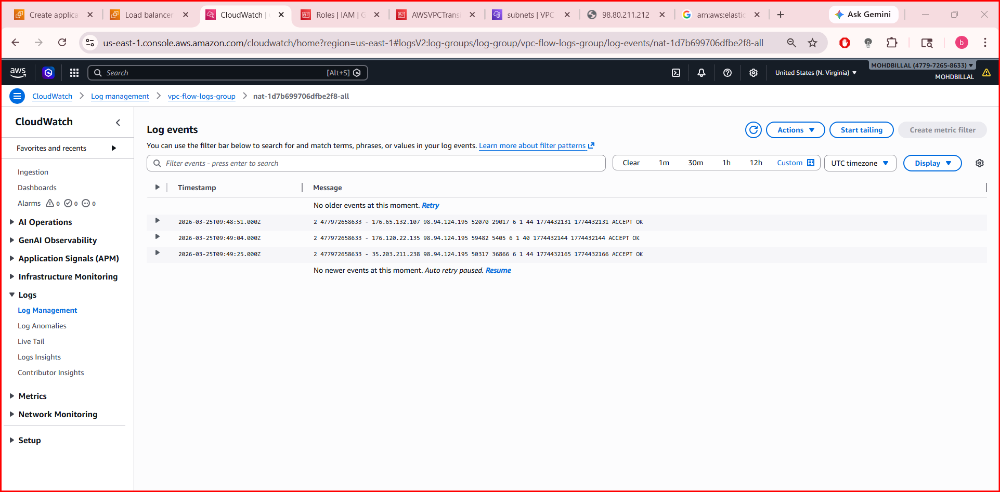 Create applica
Load balancer
CloudWatch |
Roles | IAM | G
AWSVPCTransi
subnets | VPC
98.80.211.212
arn:aws:elastic
Ask Gemini
us-east-1.console.aws.amazon.com/cloudwatch/home?region=us-east-1#logsV2:log-groups/log-group/vpc-flow-logs-group/log-events/nat-1d7b699706dfbe2f8-all
b
aws
Search
[Alt+S]
United States (N. Virginia)
MOHDBILLAL (4779-7265-8633)
MOHDBILLAL
CloudWatch
Log management
vpc-flow-logs-group
nat-1d7b699706dfbe2f8-all
CloudWatch
Favorites and recents
Ingestion
Dashboards
Alarms 0 0 0
AI Operations
GenAI Observability
Application Signals (APM)
Infrastructure Monitoring
Logs
Log Management
Log Anomalies
Live Tail
Logs Insights
Contributor Insights
Metrics
Network Monitoring
Setup
Log events
Actions
Start tailing
Create metric filter
You can use the filter bar below to search for and match terms, phrases, or values in your log events. Learn more about filter patterns
Filter events - press enter to search
Clear 1m 30m 1h 12h Custom
UTC timezone
Display
Timestamp Message
No older events at this moment. Retry
2026-03-25T09:48:51.000Z 2 477972658633 - 176.65.132.107 98.94.124.195 52070 29017 6 1 44 1774432131 1774432131 ACCEPT OK
2026-03-25T09:49:04.000Z 2 477972658633 - 176.120.22.135 98.94.124.195 59482 5405 6 1 40 1774432144 1774432144 ACCEPT OK
2026-03-25T09:49:25.000Z 2 477972658633 - 35.203.211.238 98.94.124.195 50317 36866 6 1 44 1774432165 1774432166 ACCEPT OK
No newer events at this moment. Auto retry paused. Resume